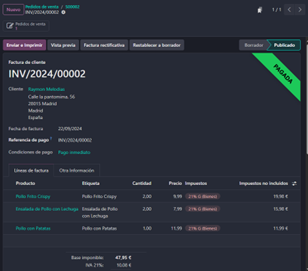 Nuevo
Pedidos de venta / 00002
INV/2024/00002
Pedidos de venta
1
1 / 1
Enviar e Imprimir
Vista previa
Factura rectificativa
Restablecer a borrador
Borrador
Publicado
PAGADA
Factura de cliente
INV/2024/00002
Cliente
Calle la pantomima, 56
28015 Madrid
Madrid
España
Fecha de factura
22/09/2024
Referencia de pago ?
INV/2024/00002
Condiciones de pago
Pago inmediato
Líneas de factura
Otra información
Producto Etiqueta Cantidad Precio Impuestos Impuestos no incluidos
Pollo Frito Crispy Pollo Frito Crispy 2,00 9,99 21% G (Bienes) 19,98 €
Ensalada de Pollo con Lechuga Ensalada de Pollo 2,00 7,99 21% G (Bienes) 15,98 €
con Lechuga
Pollo con Patatas Pollo con Patatas 1,00 11,99 21% G (Bienes) 11,99 €
Base imponible: 47,95 €
IVA 21%: 10,08 €